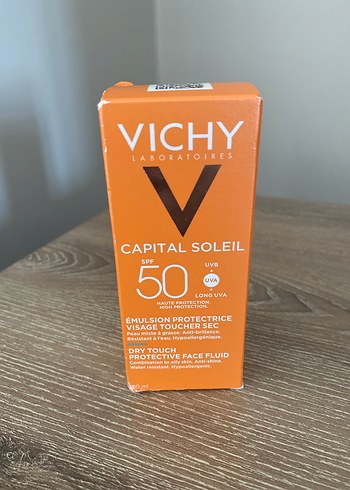 VICHY
LABORATOIRES
CAPITAL SOLEIL
SPF
50
UVB
UVA
LONG UVA
HAUTE PROTECTION
HIGH PROTECTION.
ÉMULSION PROTECTRICE
VISAGE TOUCHER SEC
Peau mixte à grasse. Anti-brillance.
Résistant à l'eau. Hypoallergénique.
DRY TOUCH
PROTECTIVE FACE FLUID
Combination to oily skin. Anti-shine.
Water resistant. Hypoallergenic.